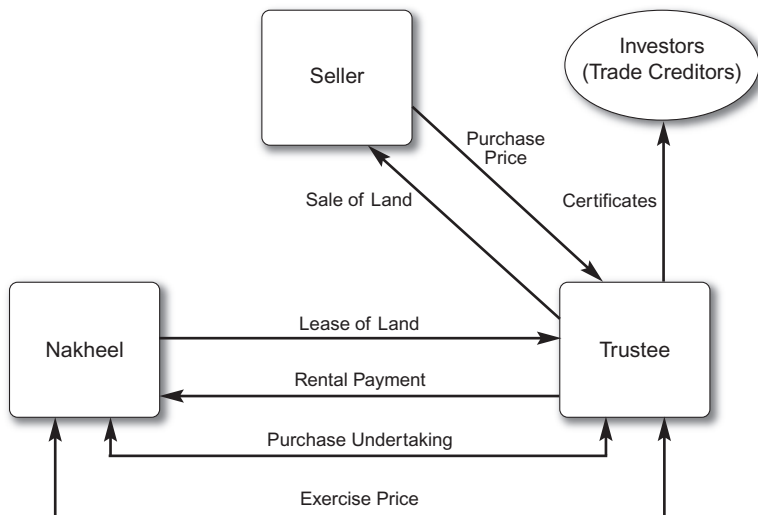 Investors
(Trade Creditors)
Seller
Purchase
Price
Sale of Land
Certificates
Lease of Land
Nakheel
Trustee
Rental Payment
Purchase Undertaking
Exercise Price